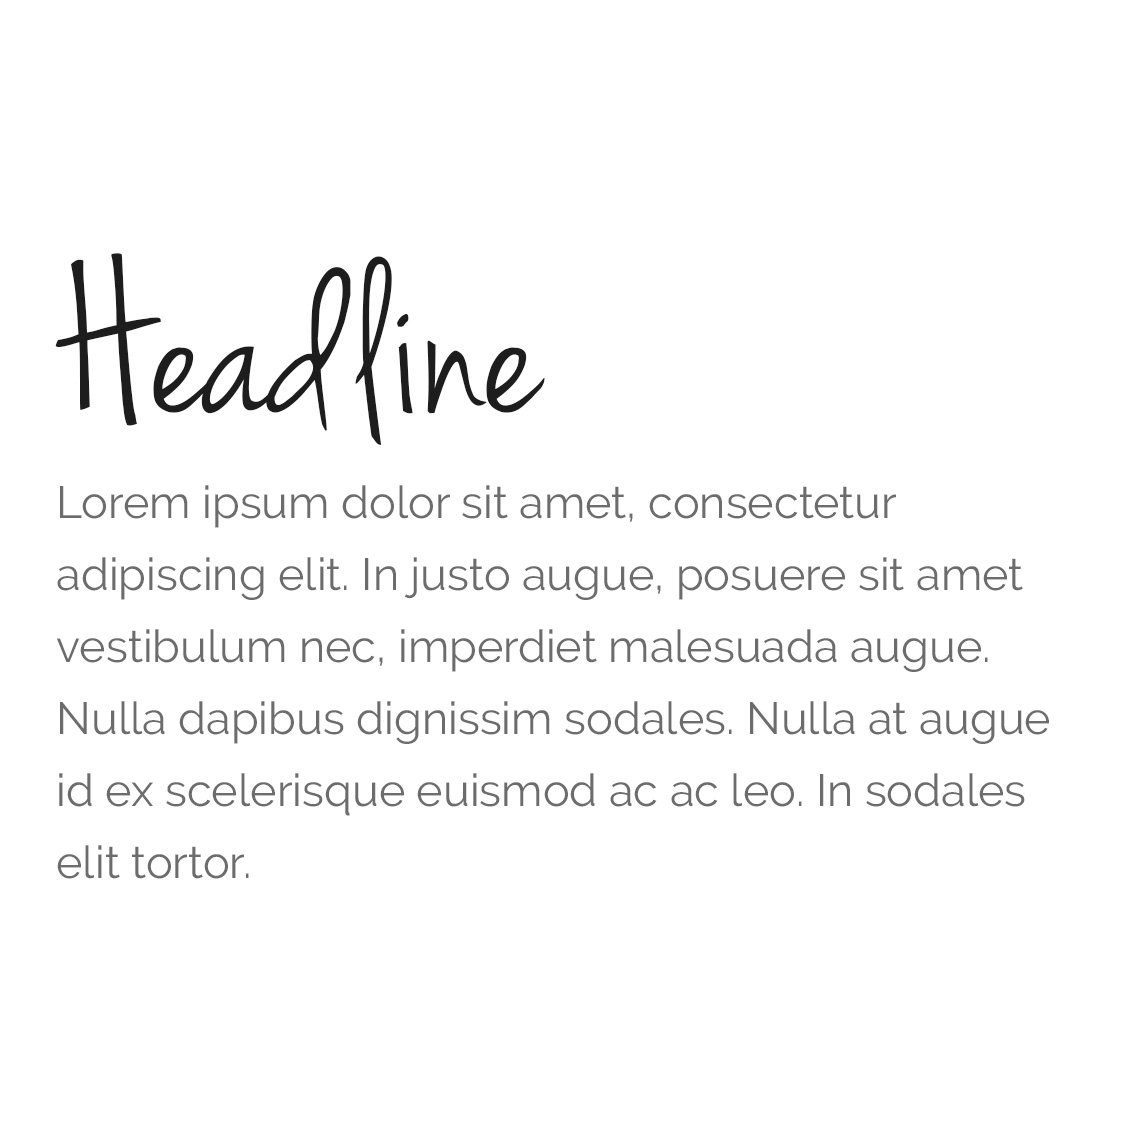 Headline
Lorem ipsum dolor sit amet, consectetur
adipiscing elit. In justo augue, posuere sit amet
vestibulum nec, imperdiet malesuada augue.
Nulla dapibus dignissim sodales. Nulla at augue
id ex scelerisque euismod ac ac leo. In sodales
elit tortor.